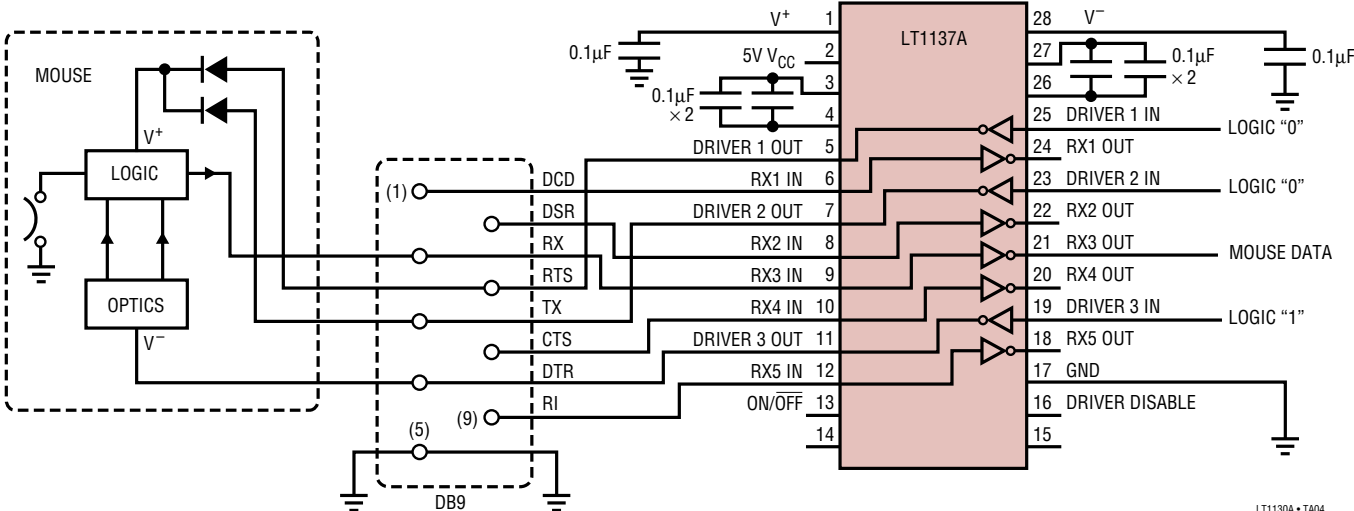 MOUSE
V+
LOGIC
OPTICS
V−
(1)
(5)
(9)
DB9
DCD
DSR
RX
RTS
TX
CTS
DTR
RI
LT1137A
0.1µF
V+ 1
2
5V VCC
3
0.1µF
× 2
4
DRIVER 1 OUT 5
RX1 IN 6
DRIVER 2 OUT 7
RX2 IN 8
RX3 IN 9
RX4 IN 10
DRIVER 3 OUT 11
RX5 IN 12
ON/OFF 13
14
28 V−
0.1µF
27
0.1µF
× 2
26
25 DRIVER 1 IN
LOGIC “0”
24 RX1 OUT
23 DRIVER 2 IN
LOGIC “0”
22 RX2 OUT
21 RX3 OUT
MOUSE DATA
20 RX4 OUT
19 DRIVER 3 IN
LOGIC “1”
18 RX5 OUT
17 GND
16 DRIVER DISABLE
15
LT1130A • TA04